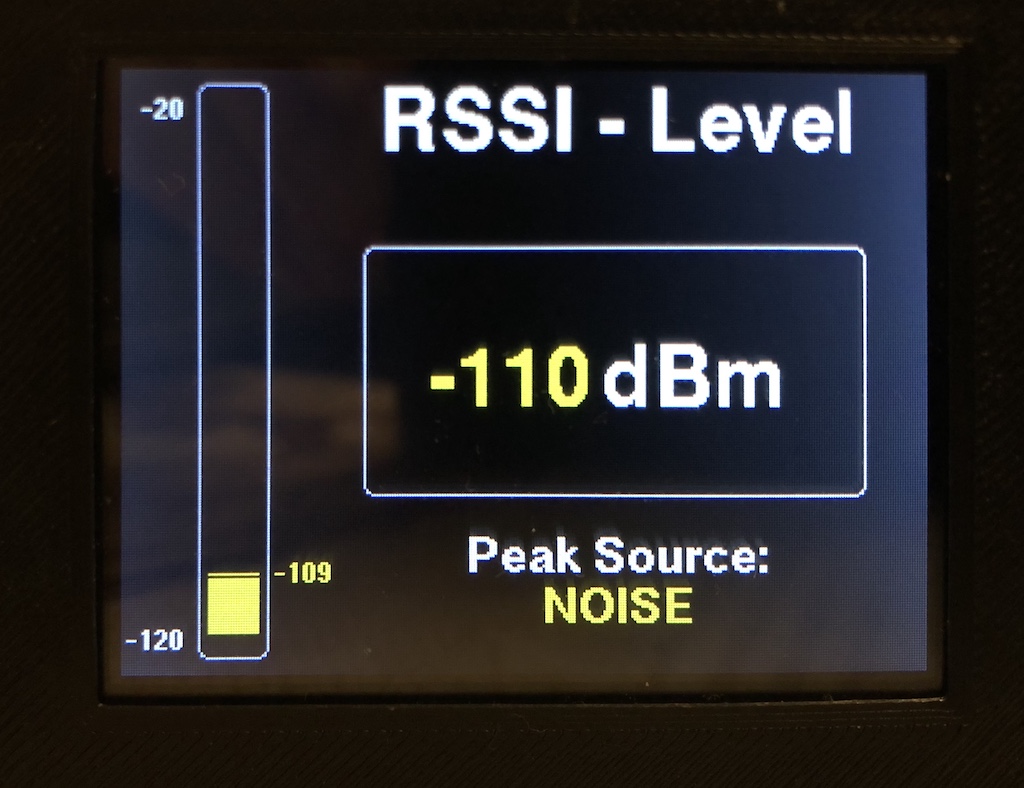 RSSI - Level
-20
-110 dBm
-109
-120
Peak Source:
NOISE